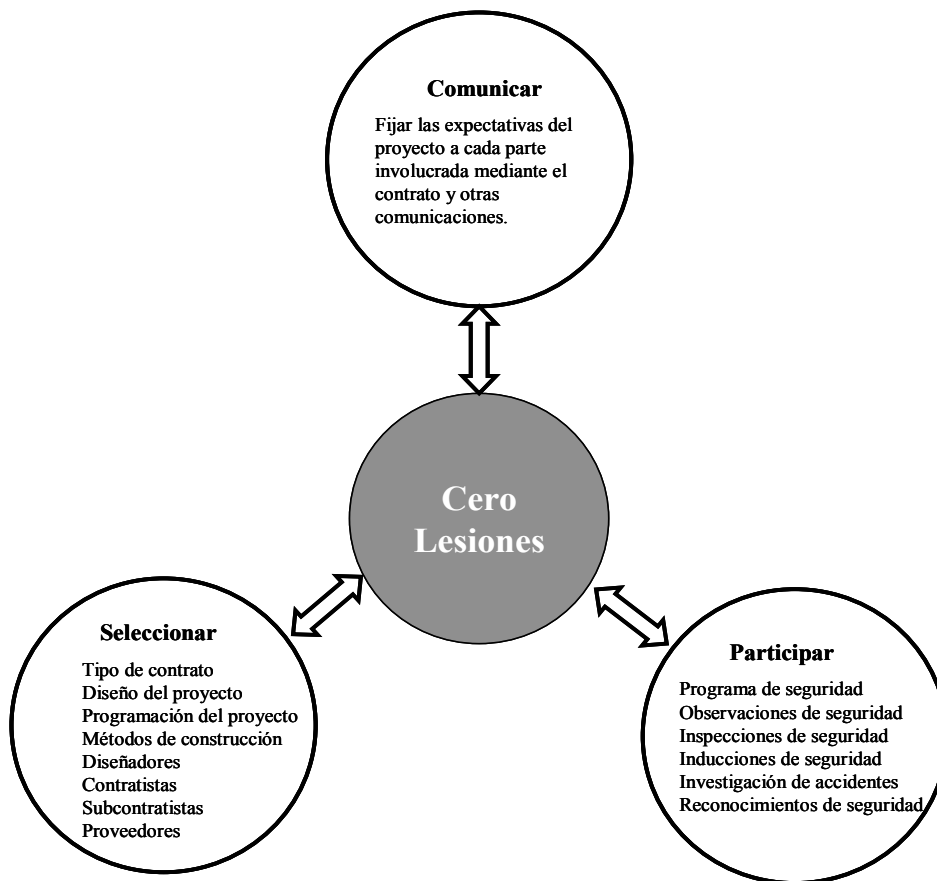 Comunicar
Fijar las expectativas del
proyecto a cada parte
involucrada mediante el
contrato y otras
comunicaciones.
Cero
Lesiones
Seleccionar
Tipo de contrato
Diseño del proyecto
Programación del proyecto
Métodos de construcción
Diseñadores
Contratistas
Subcontratistas
Proveedores
Participar
Programa de seguridad
Observaciones de seguridad
Inspecciones de seguridad
Inducciones de seguridad
Investigación de accidentes
Reconocimientos de seguridad